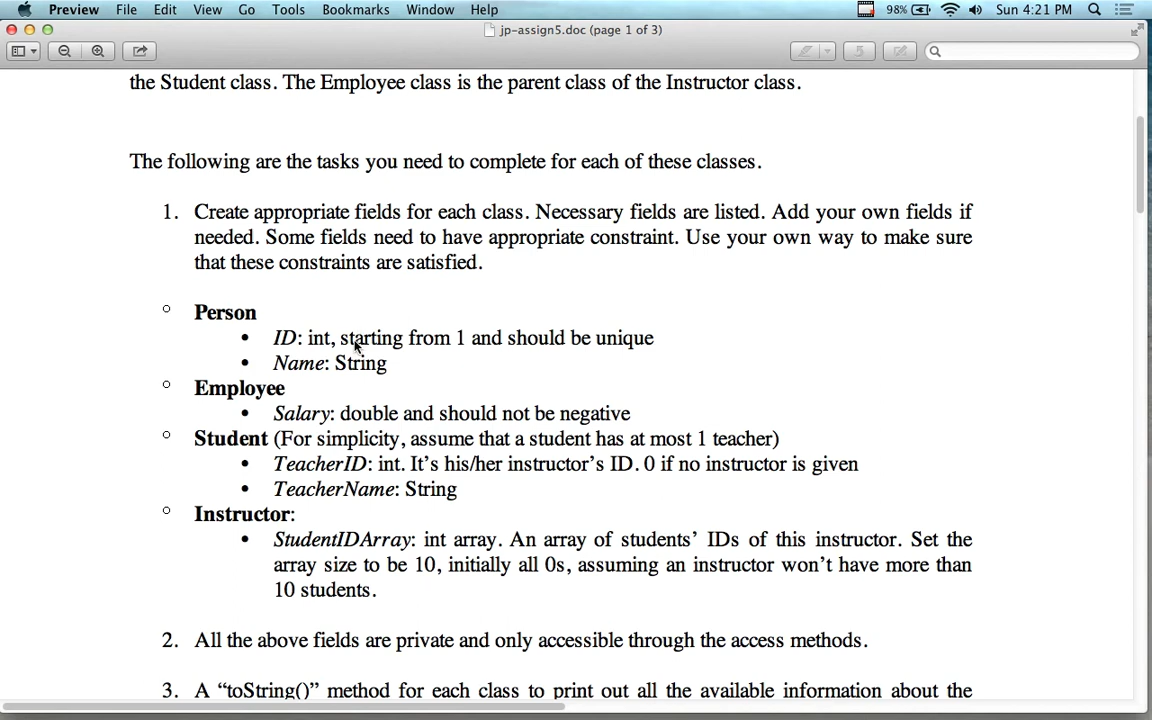 Preview File Edit View Go Tools Bookmarks Window Help 98% Sun 4:21 PM
jp-assign5.doc (page 1 of 3)
the Student class. The Employee class is the parent class of the Instructor class.
The following are the tasks you need to complete for each of these classes.
1. Create appropriate fields for each class. Necessary fields are listed. Add your own fields if
needed. Some fields need to have appropriate constraint. Use your own way to make sure
that these constraints are satisfied.
○ Person
• ID: int, starting from 1 and should be unique
• Name: String
○ Employee
• Salary: double and should not be negative
○ Student (For simplicity, assume that a student has at most 1 teacher)
• TeacherID: int. It's his/her instructor's ID. 0 if no instructor is given
• TeacherName: String
○ Instructor:
• StudentIDArray: int array. An array of students' IDs of this instructor. Set the
array size to be 10, initially all 0s, assuming an instructor won't have more than
10 students.
2. All the above fields are private and only accessible through the access methods.
3. A "toString()" method for each class to print out all the available information about the